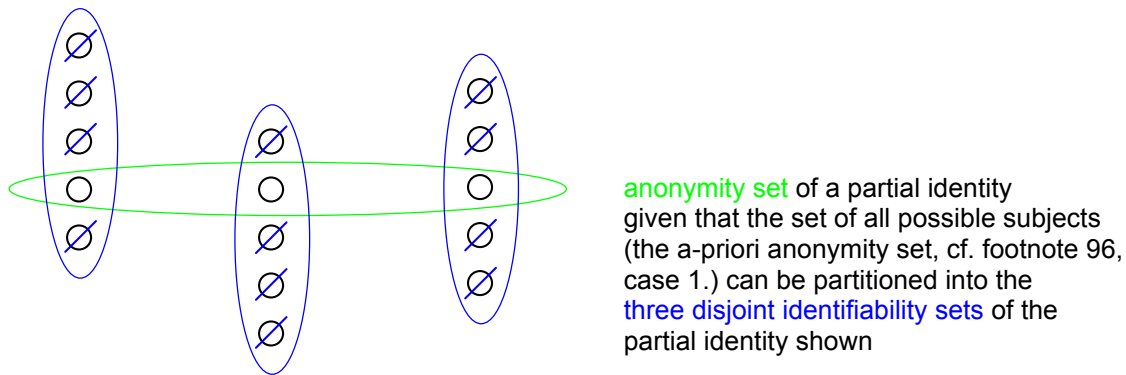 anonymity set of a partial identity
given that the set of all possible subjects
(the a-priori anonymity set, cf. footnote 96,
case 1.) can be partitioned into the
three disjoint identifiability sets of the
partial identity shown